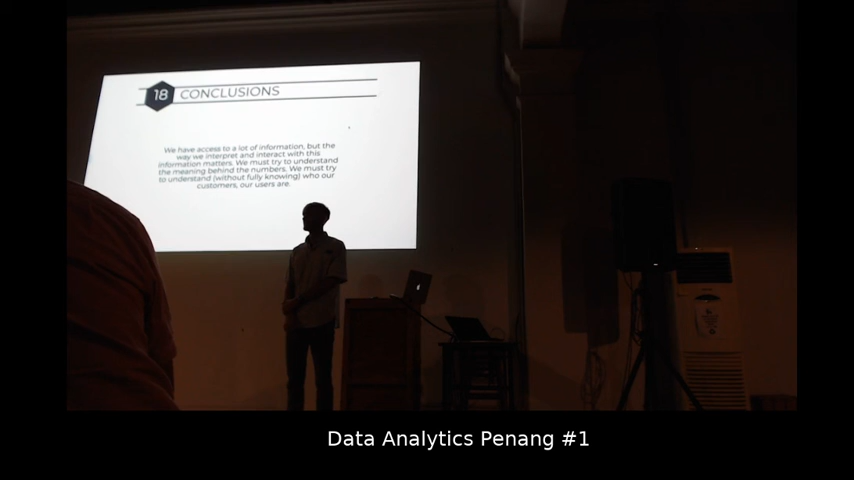 18 CONCLUSIONS
We have access to a lot of information, but the
way we interpret and interact with this
information matters. We must try to understand
the meaning behind the numbers. We must try
to understand (without fully knowing) who our
customers, our users are.
Data Analytics Penang #1